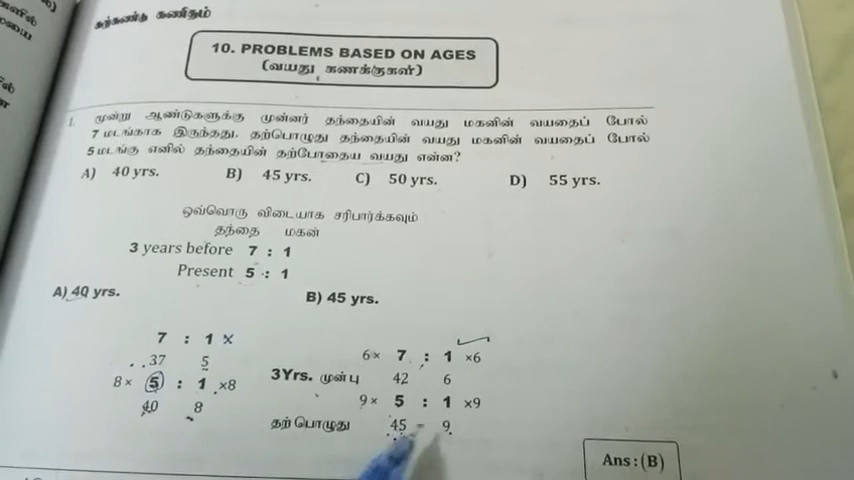 கற்கண்டு கணிதம்
10. PROBLEMS BASED ON AGES
(வயது கணக்குகள்)
1. மூன்று ஆண்டுகளுக்கு முன்னர் தந்தையின் வயது மகனின் வயதைப் போல்
7 மடங்காக இருந்தது. தற்பொழுது தந்தையின் வயது மகனின் வயதைப் போல்
5 மடங்கு எனில் தந்தையின் தற்போதைய வயது என்ன?
A) 40 yrs. B) 45 yrs. C) 50 yrs. D) 55 yrs.
ஒவ்வொரு விடையாக சரிபார்க்கவும்
தந்தை மகன்
3 years before 7 : 1
Present 5 : 1
A) 40 yrs. B) 45 yrs.
7 : 1 x
37 5
8× 5 : 1 ×8
40 8
6× 7 : 1 ×6
3Yrs. முன்பு 42 6
9× 5 : 1 ×9
தற்பொழுது 45 9
Ans:(B)